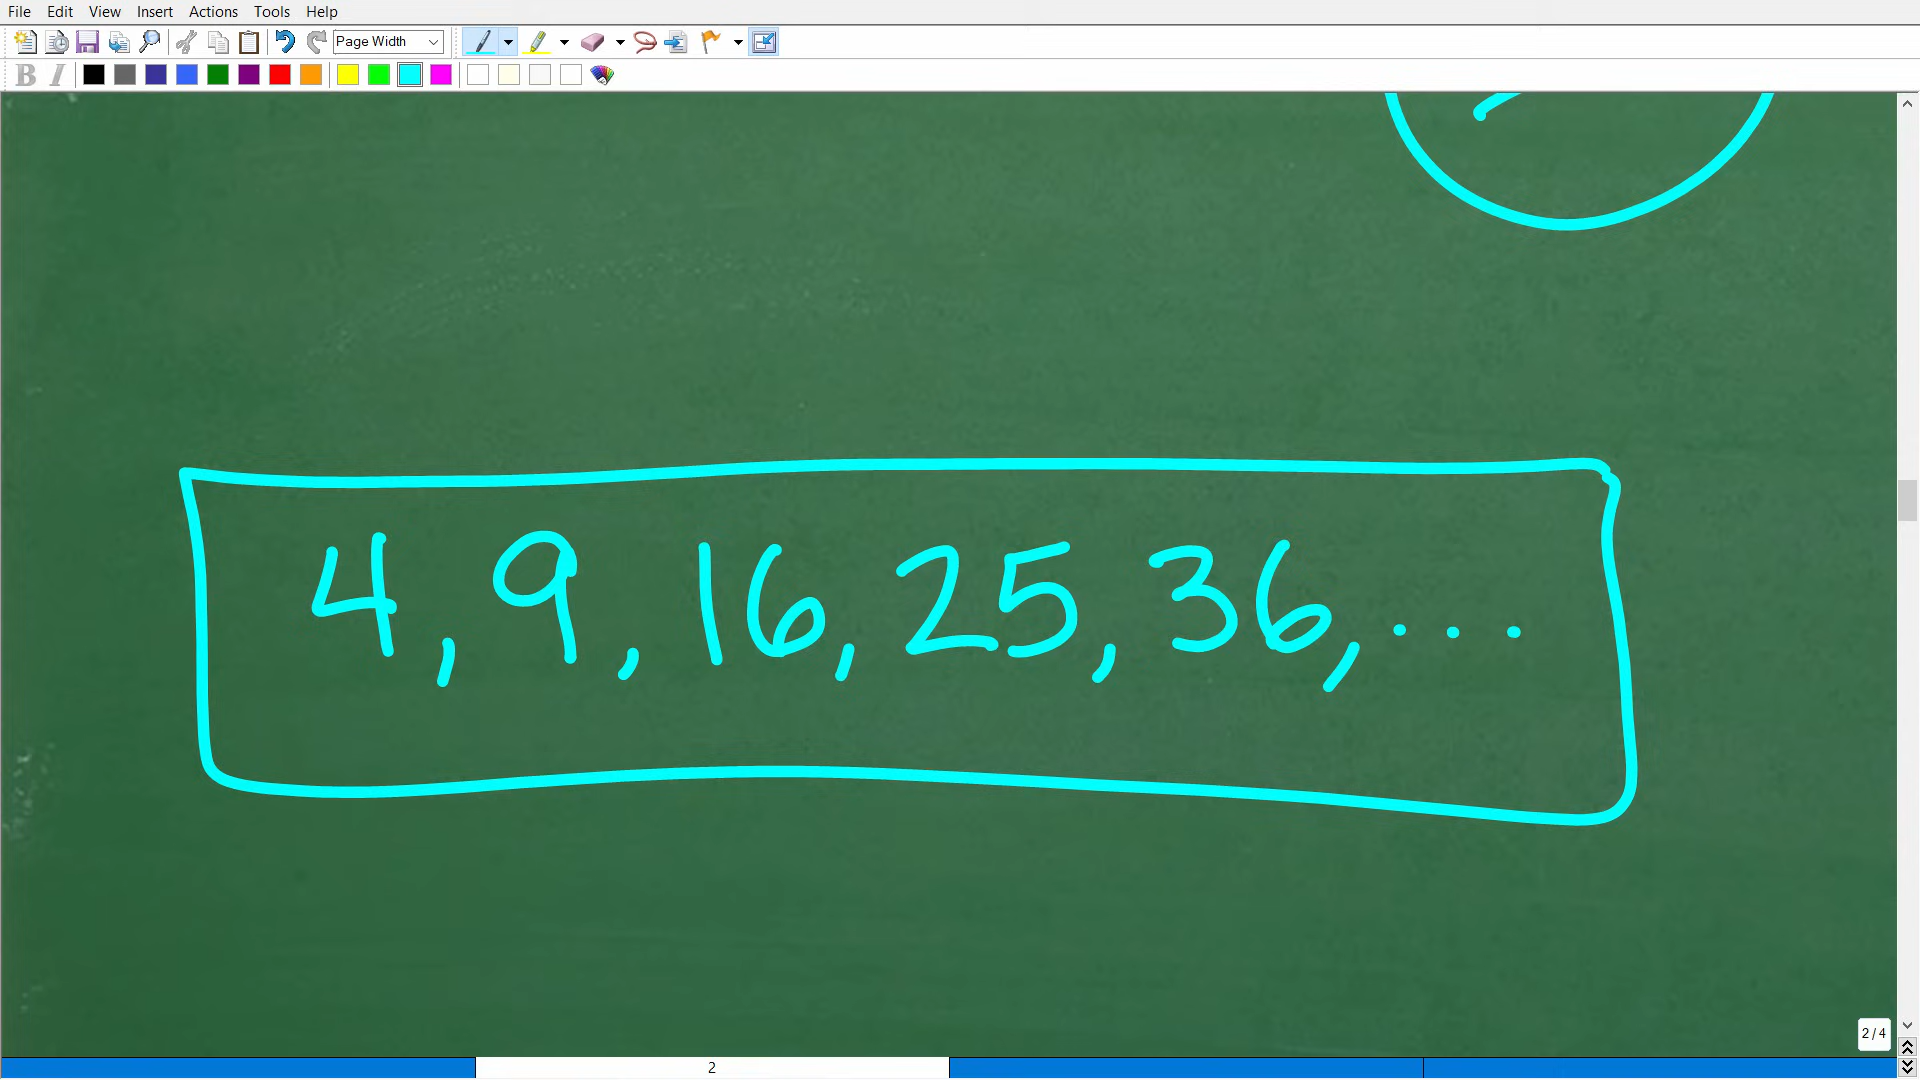 File Edit View Insert Actions Tools Help
Page Width
B I
4, 9, 16, 25, 36, ...
2 / 4
2